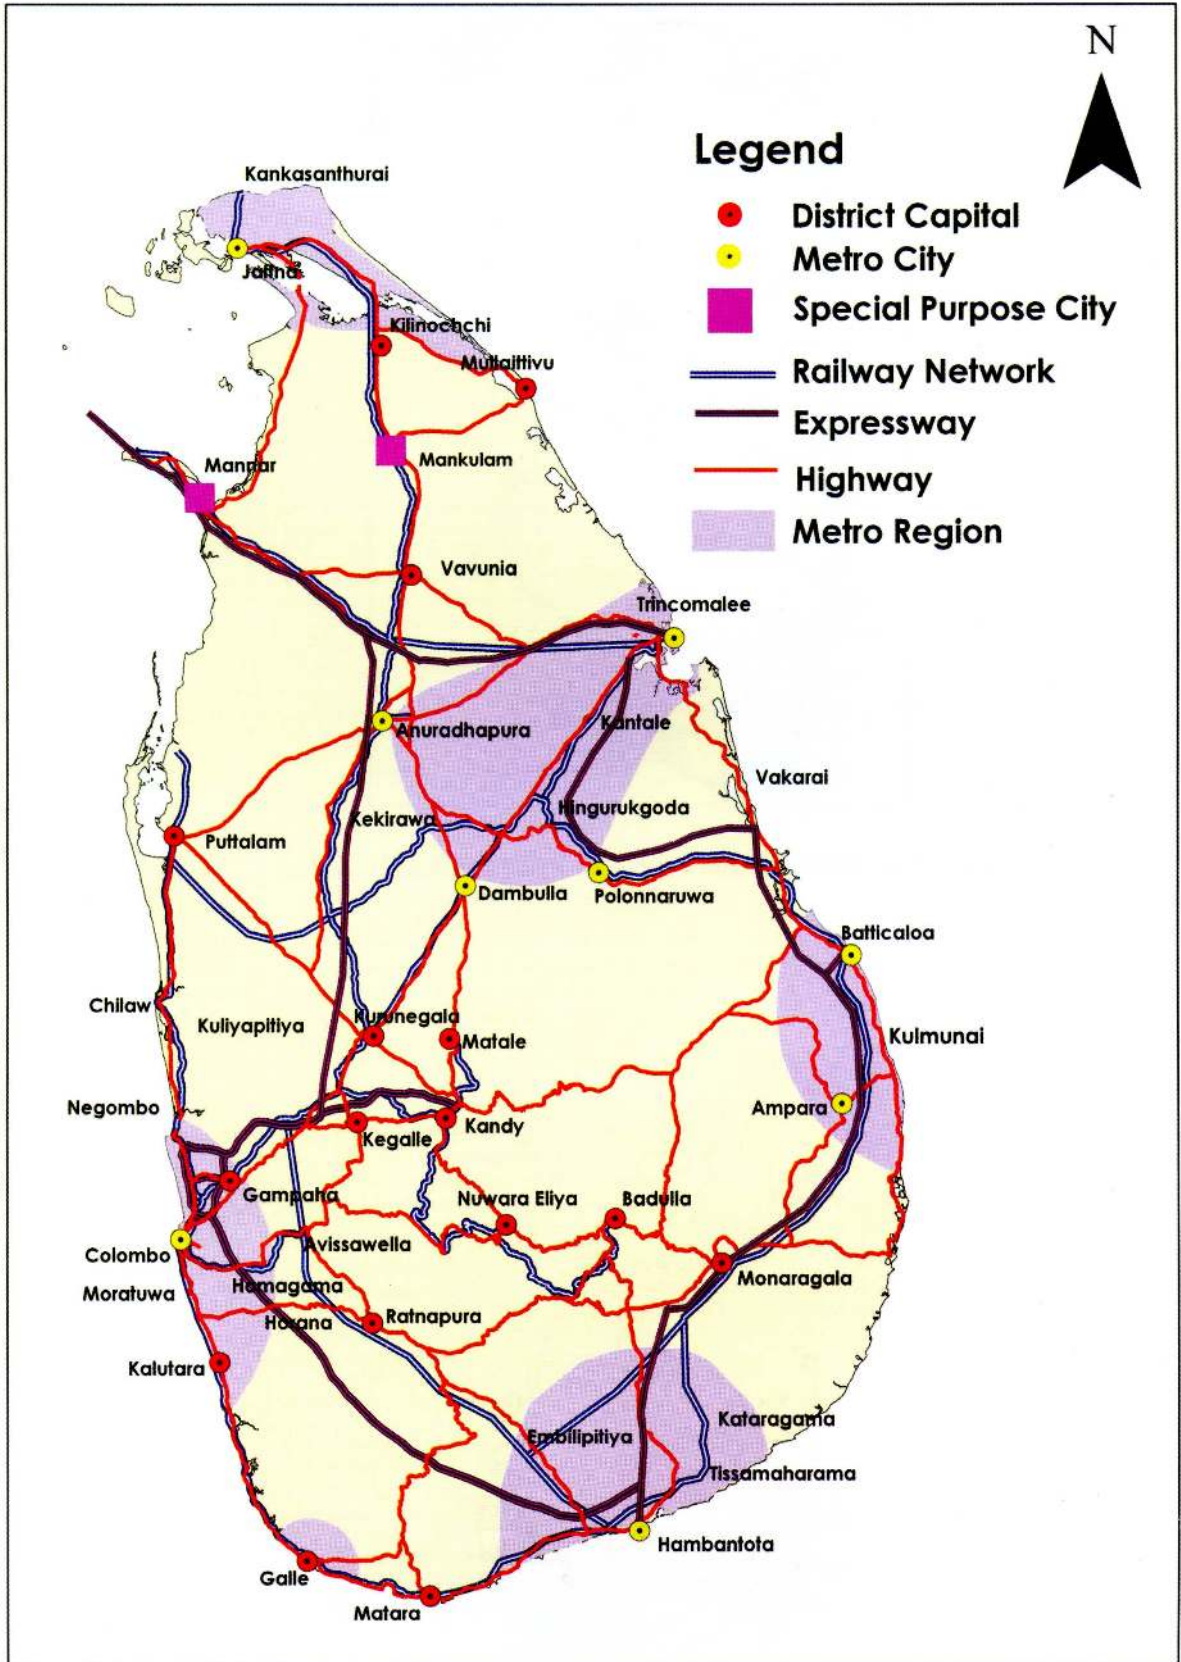 N
Legend
District Capital
Metro City
Special Purpose City
Railway Network
Expressway
Highway
Metro Region
Kankasanthurai
Jaffna
Kilinochchi
Mullaittivu
Mankulam
Mannar
Vavunia
Trincomalee
Anuradhapura
Kantale
Vakarai
Kekirawa
Hingurukgoda
Puttalam
Dambulla
Polonnaruwa
Batticaloa
Chilaw
Kuliyapitiya
Kurunegala
Matale
Kulmunai
Negombo
Ampara
Kegalle
Kandy
Gampaha
Nuwara Eliya
Badulla
Avissawella
Colombo
Homagama
Monaragala
Moratuwa
Horana
Ratnapura
Kalutara
Kataragama
Embilipitiya
Tissamaharama
Hambantota
Galle
Matara